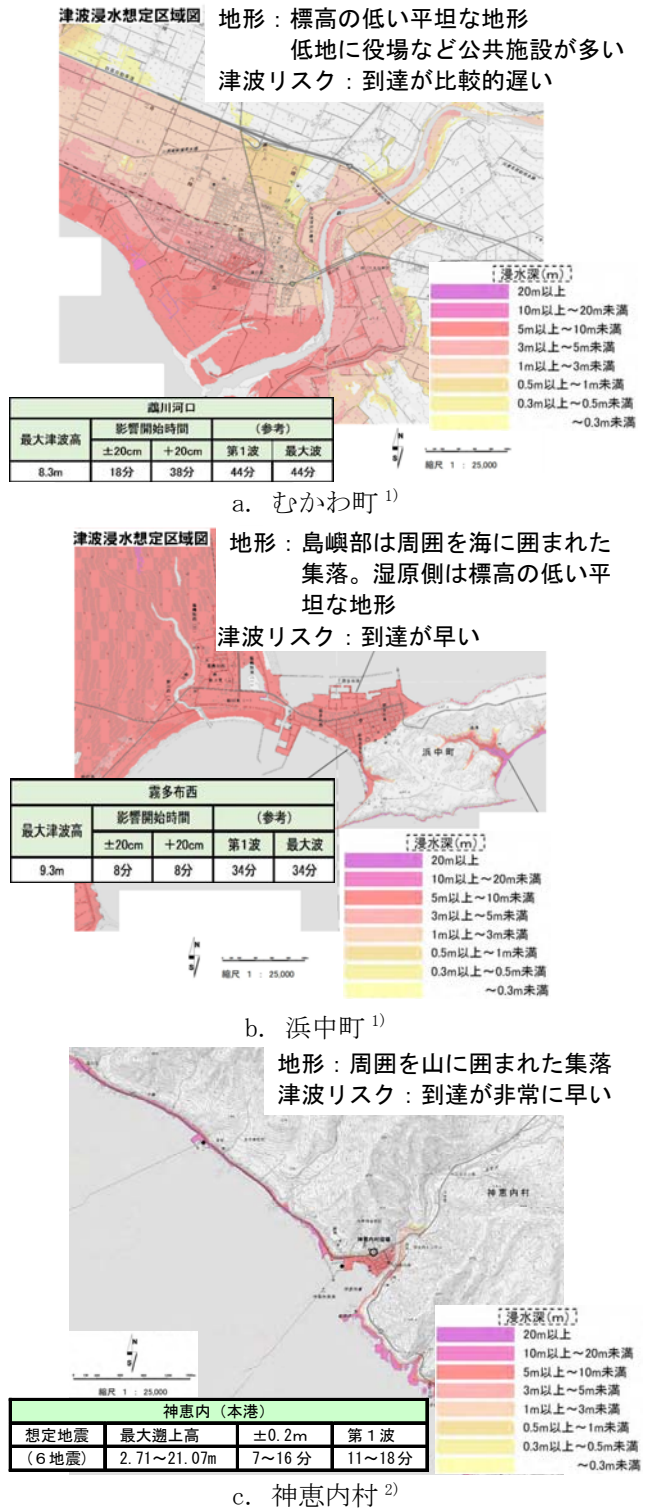 津波浸水想定区域図
地形：標高の低い平坦な地形
低地に役場など公共施設が多い
津波リスク：到達が比較的遅い
浸水深(m)
20m以上
10m以上～20m未満
5m以上～10m未満
3m以上～5m未満
1m以上～3m未満
0.5m以上～1m未満
0.3m以上～0.5m未満
～0.3m未満
鵡川河口
最大津波高 影響開始時間 (参考)
±20cm +20cm 第1波 最大波
8.3m 18分 38分 44分 44分
N
S
縮尺 1 : 25,000
a. むかわ町 1)
津波浸水想定区域図
地形：島嶼部は周囲を海に囲まれた
集落。湿原側は標高の低い平
坦な地形
津波リスク：到達が早い
浜中町
霧多布西
最大津波高 影響開始時間 (参考)
±20cm +20cm 第1波 最大波
9.3m 8分 8分 34分 34分
浸水深(m)
20m以上
10m以上～20m未満
5m以上～10m未満
3m以上～5m未満
1m以上～3m未満
0.5m以上～1m未満
0.3m以上～0.5m未満
～0.3m未満
N
S
縮尺 1 : 25,000
b. 浜中町 1)
地形：周囲を山に囲まれた集落
津波リスク：到達が非常に早い
神恵内村
神恵内村役場
N
S
縮尺 1 : 25,000
浸水深(m)
20m以上
10m以上～20m未満
5m以上～10m未満
3m以上～5m未満
1m以上～3m未満
0.5m以上～1m未満
0.3m以上～0.5m未満
～0.3m未満
神恵内（本港）
想定地震 最大遡上高 ±0.2m 第１波
(６地震) 2.71～21.07m 7～16分 11～18分
c. 神恵内村 2)